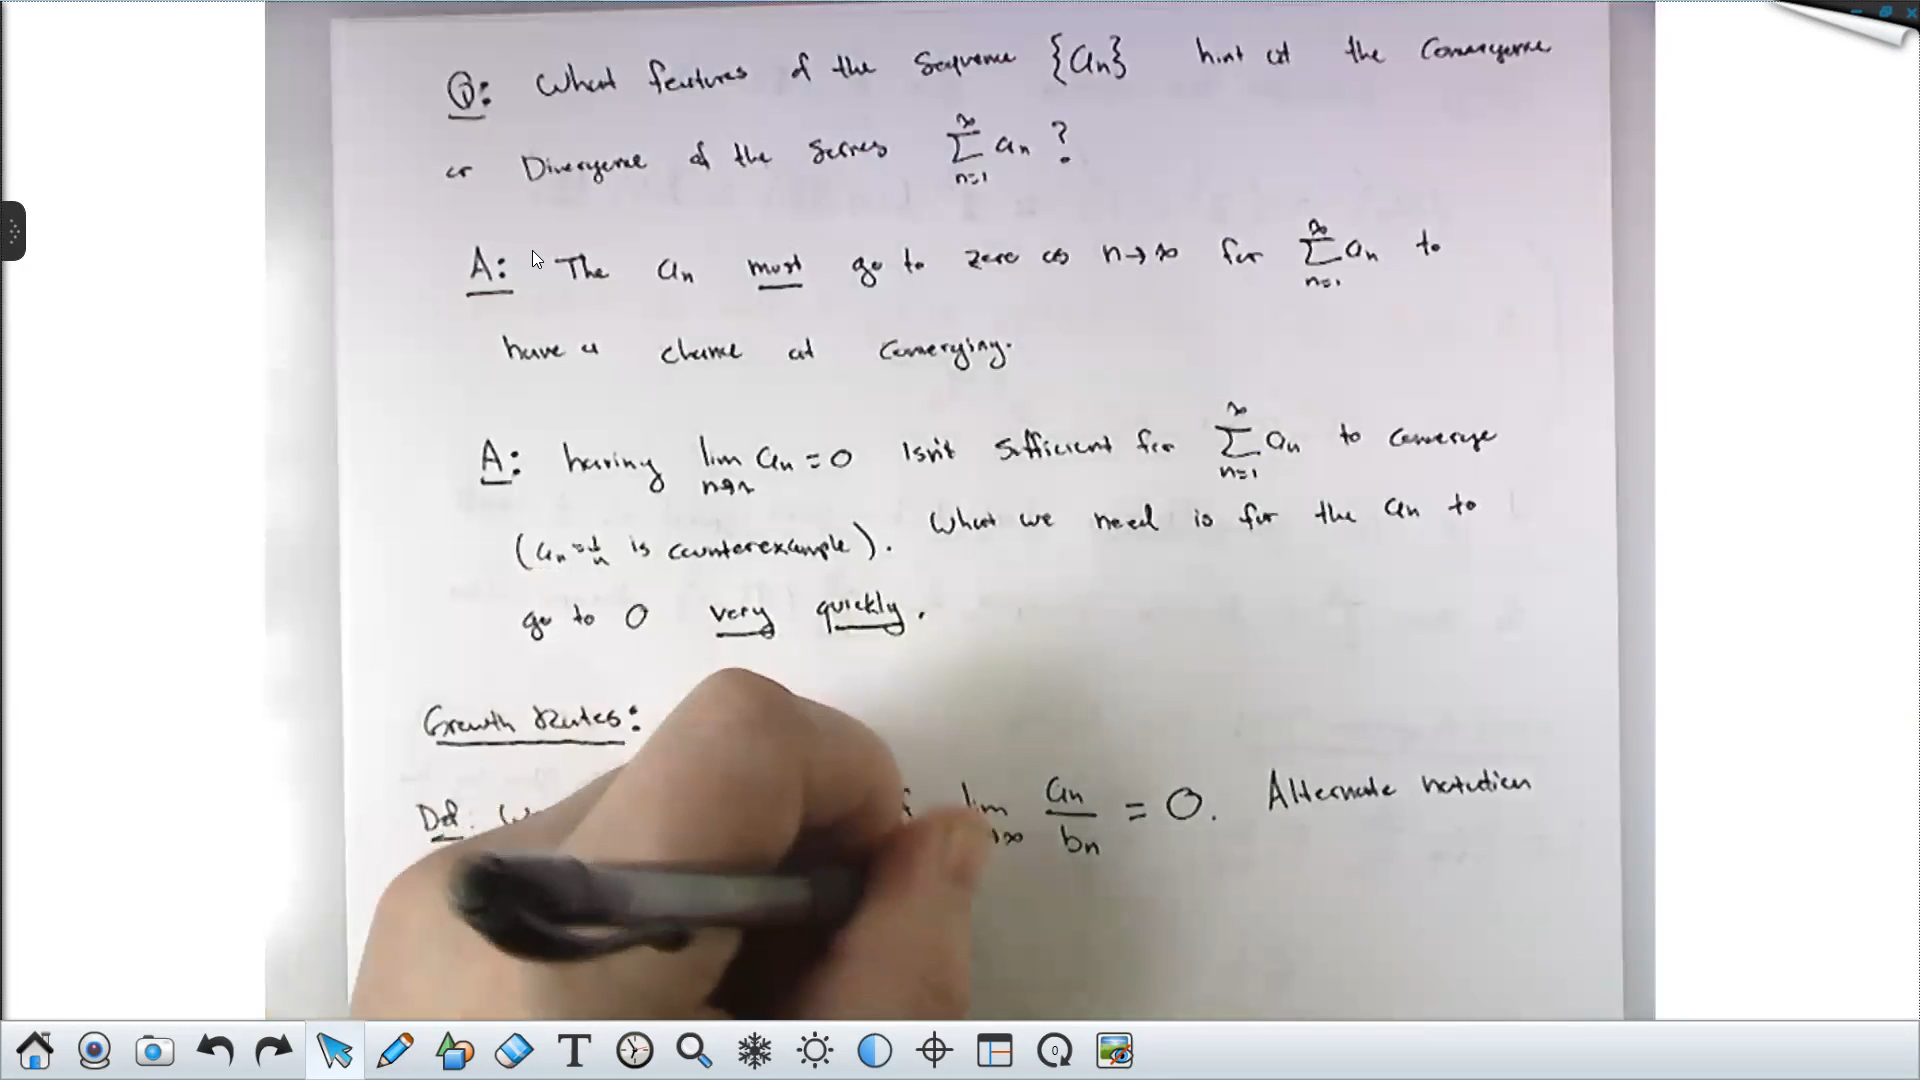 Q: What features of the Sequence {an} hint at the Convergence
or Divergence of the Series ∞∑n=1 an ?
A: The an must go to zero as n→∞ for ∞∑n=1 an to
have a chance at converging.
A: having lim n→∞ an = 0 Isn't sufficient for ∞∑n=1 an to converge
(an = 1/n is counterexample). What we need is for the an to
go to 0 very quickly.
Growth Rates:
Def: lim an/bn = 0. Alternate notation
T
0